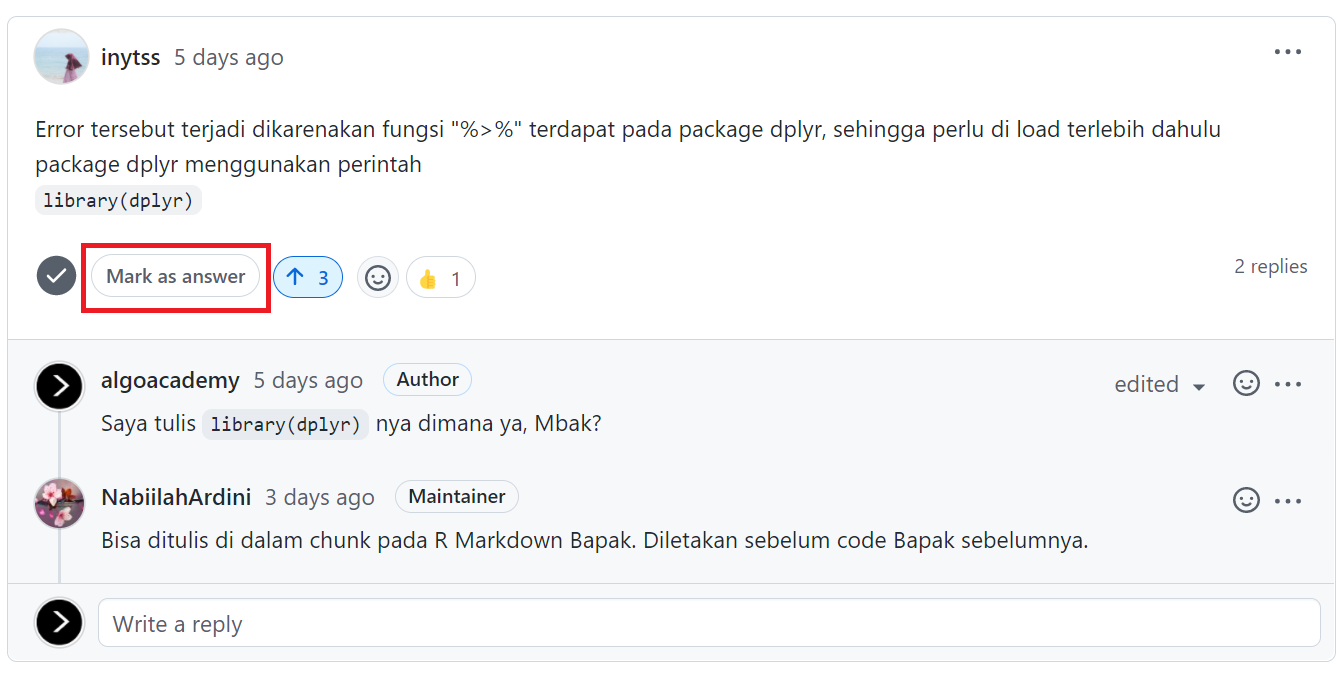 inytss 5 days ago
Error tersebut terjadi dikarenakan fungsi "%>%" terdapat pada package dplyr, sehingga perlu di load terlebih dahulu
package dplyr menggunakan perintah
library(dplyr)
Mark as answer 3 1 2 replies
algoacademy 5 days ago Author edited
Saya tulis library(dplyr) nya dimana ya, Mbak?
NabiilahArdini 3 days ago Maintainer
Bisa ditulis di dalam chunk pada R Markdown Bapak. Diletakan sebelum code Bapak sebelumnya.
Write a reply